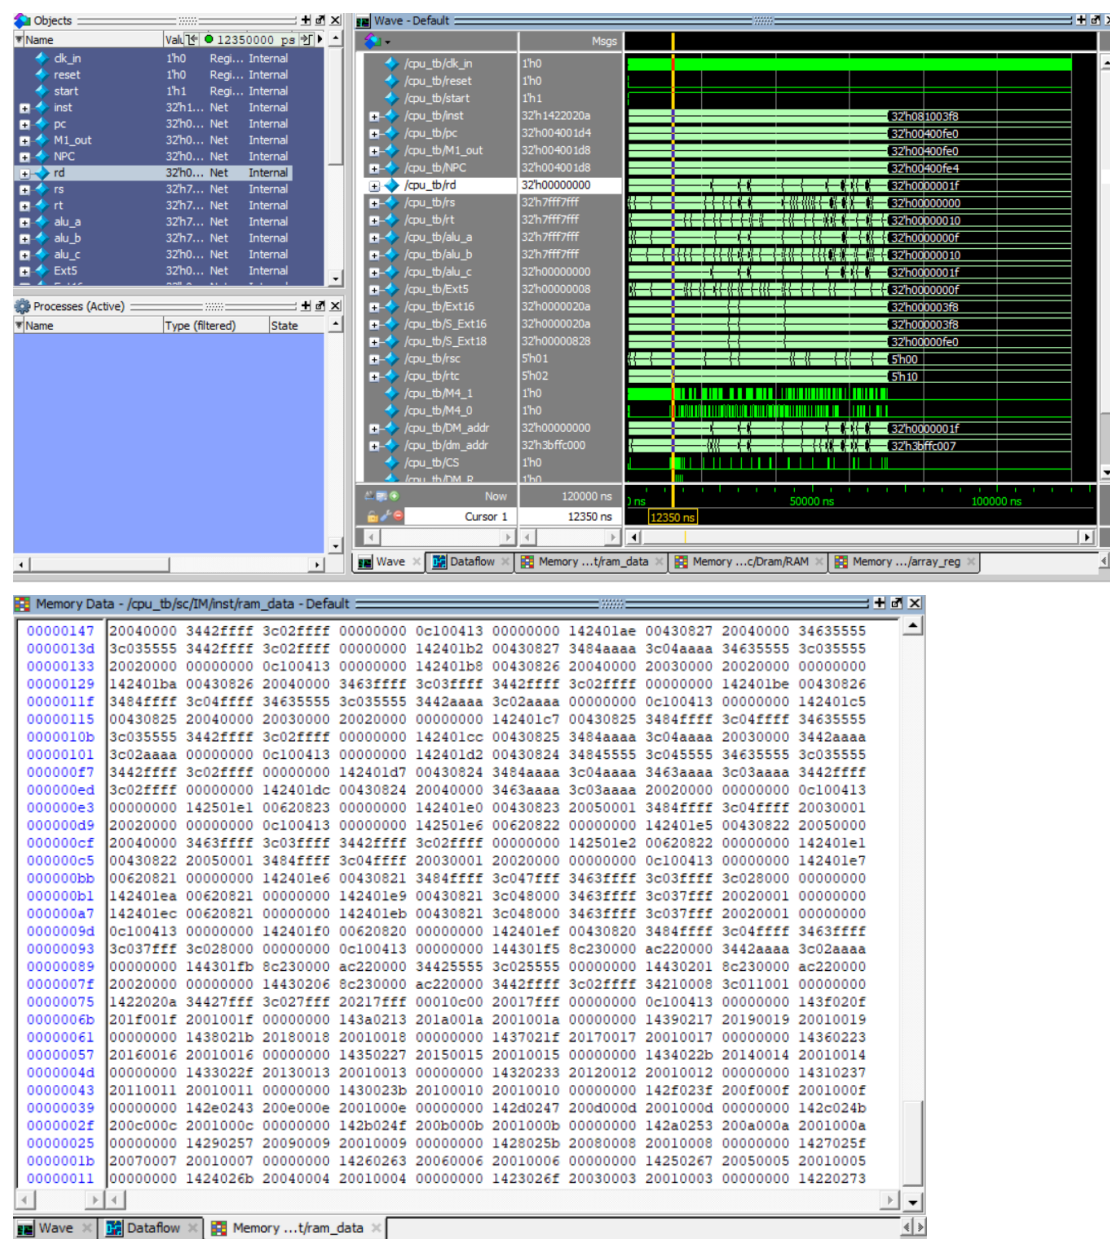 Objects
Name Valu 12350000 ps
clk_in 1'h0 Regi... Internal
reset 1'h0 Regi... Internal
start 1'h1 Regi... Internal
inst 32'h1... Net Internal
pc 32'h0... Net Internal
M1_out 32'h0... Net Internal
NPC 32'h0... Net Internal
rd 32'h0... Net Internal
rs 32'h7... Net Internal
rt 32'h7... Net Internal
alu_a 32'h7... Net Internal
alu_b 32'h7... Net Internal
alu_c 32'h0... Net Internal
Ext5 32'h0... Net Internal
Processes (Active)
Name Type (filtered) State
Wave - Default
Msgs
/cpu_tb/clk_in 1'h0
/cpu_tb/reset 1'h0
/cpu_tb/start 1'h1
/cpu_tb/inst 32'h1422020a 32'h081003f8
/cpu_tb/pc 32'h004001d4 32'h00400fe0
/cpu_tb/M1_out 32'h004001d8 32'h00400fe0
/cpu_tb/NPC 32'h004001d8 32'h00400fe4
/cpu_tb/rd 32'h00000000 32'h0000001f
/cpu_tb/rs 32'h7fff7fff 32'h00000000
/cpu_tb/rt 32'h7fff7fff 32'h00000010
/cpu_tb/alu_a 32'h7fff7fff 32'h0000000f
/cpu_tb/alu_b 32'h7fff7fff 32'h00000010
/cpu_tb/alu_c 32'h00000000 32'h0000001f
/cpu_tb/Ext5 32'h00000008 32'h0000000f
/cpu_tb/Ext16 32'h0000020a 32'h000003f8
/cpu_tb/S_Ext16 32'h0000020a 32'h000003f8
/cpu_tb/S_Ext18 32'h00000828 32'h00000fe0
/cpu_tb/rsc 5'h01 5'h00
/cpu_tb/rtc 5'h02 5'h10
/cpu_tb/M4_1 1'h0
/cpu_tb/M4_0 1'h0
/cpu_tb/DM_addr 32'h00000000 32'h0000001f
/cpu_tb/dm_addr 32'h3bffc000 32'h3bffc007
/cpu_tb/CS 1'h0
/cpu_tb/DM_R 1'h0
Now 120000 ns 50000 ns 100000 ns
Cursor 1 12350 ns 12350 ns
Wave Dataflow Memory ...t/ram_data Memory ...c/Dram/RAM Memory .../array_reg
Memory Data - /cpu_tb/sc/IM/inst/ram_data - Default
00000147 20040000 3442ffff 3c02ffff 00000000 0c100413 00000000 142401ae 00430827 20040000 34635555
0000013d 3c035555 3442ffff 3c02ffff 00000000 142401b2 00430827 3484aaaa 3c04aaaa 34635555 3c035555
00000133 20020000 00000000 0c100413 00000000 142401b8 00430826 20040000 20030000 20020000 00000000
00000129 142401ba 00430826 20040000 3463ffff 3c03ffff 3442ffff 3c02ffff 00000000 142401be 00430826
0000011f 3484ffff 3c04ffff 34635555 3c035555 3442aaaa 3c02aaaa 00000000 0c100413 00000000 142401c5
00000115 00430825 20040000 20030000 20020000 00000000 142401c7 00430825 3484ffff 3c04ffff 34635555
0000010b 3c035555 3442ffff 3c02ffff 00000000 142401cc 00430825 3484aaaa 3c04aaaa 20030000 3442aaaa
00000101 3c02aaaa 00000000 0c100413 00000000 142401d2 00430824 34845555 3c045555 34635555 3c035555
000000f7 3442ffff 3c02ffff 00000000 142401d7 00430824 3484aaaa 3c04aaaa 3463aaaa 3c03aaaa 3442ffff
000000ed 3c02ffff 00000000 142401dc 00430824 20040000 3463aaaa 3c03aaaa 20020000 00000000 0c100413
000000e3 00000000 142501e1 00620823 00000000 142401e0 00430823 20050001 3484ffff 3c04ffff 20030001
000000d9 20020000 00000000 0c100413 00000000 142501e6 00620822 00000000 142401e5 00430822 20050000
000000cf 20040000 3463ffff 3c03ffff 3442ffff 3c02ffff 00000000 142501e2 00620822 00000000 142401e1
000000c5 00430822 20050001 3484ffff 3c04ffff 20030001 20020000 00000000 0c100413 00000000 142401e7
000000bb 00620821 00000000 142401e6 00430821 3484ffff 3c047fff 3463ffff 3c03ffff 3c028000 00000000
000000b1 142401ea 00620821 00000000 142401e9 00430821 3c048000 3463ffff 3c037fff 20020001 00000000
000000a7 142401ec 00620821 00000000 142401eb 00430821 3c048000 3463ffff 3c037fff 20020001 00000000
0000009d 0c100413 00000000 142401f0 00620820 00000000 142401ef 00430820 3484ffff 3c04ffff 3463ffff
00000093 3c037fff 3c028000 00000000 0c100413 00000000 144301f5 8c230000 ac220000 3442aaaa 3c02aaaa
00000089 00000000 144301fb 8c230000 ac220000 34425555 3c025555 00000000 14430201 8c230000 ac220000
0000007f 20020000 00000000 14430206 8c230000 ac220000 3442ffff 3c02ffff 34210008 3c011001 00000000
00000075 1422020a 34427fff 3c027fff 20217fff 00010c00 20017fff 00000000 0c100413 00000000 143f020f
0000006b 201f001f 2001001f 00000000 143a0213 201a001a 2001001a 00000000 14390217 20190019 20010019
00000061 00000000 1438021b 20180018 20010018 00000000 1437021f 20170017 20010017 00000000 14360223
00000057 20160016 20010016 00000000 14350227 20150015 20010015 00000000 1434022b 20140014 20010014
0000004d 00000000 1433022f 20130013 20010013 00000000 14320233 20120012 20010012 00000000 14310237
00000043 20110011 20010011 00000000 1430023b 20100010 20010010 00000000 142f023f 200f000f 2001000f
00000039 00000000 142e0243 200e000e 2001000e 00000000 142d0247 200d000d 2001000d 00000000 142c024b
0000002f 200c000c 2001000c 00000000 142b024f 200b000b 2001000b 00000000 142a0253 200a000a 2001000a
00000025 00000000 14290257 20090009 20010009 00000000 1428025b 20080008 20010008 00000000 1427025f
0000001b 20070007 20010007 00000000 14260263 20060006 20010006 00000000 14250267 20050005 20010005
00000011 00000000 1424026b 20040004 20010004 00000000 1423026f 20030003 20010003 00000000 14220273
Wave Dataflow Memory ...t/ram_data